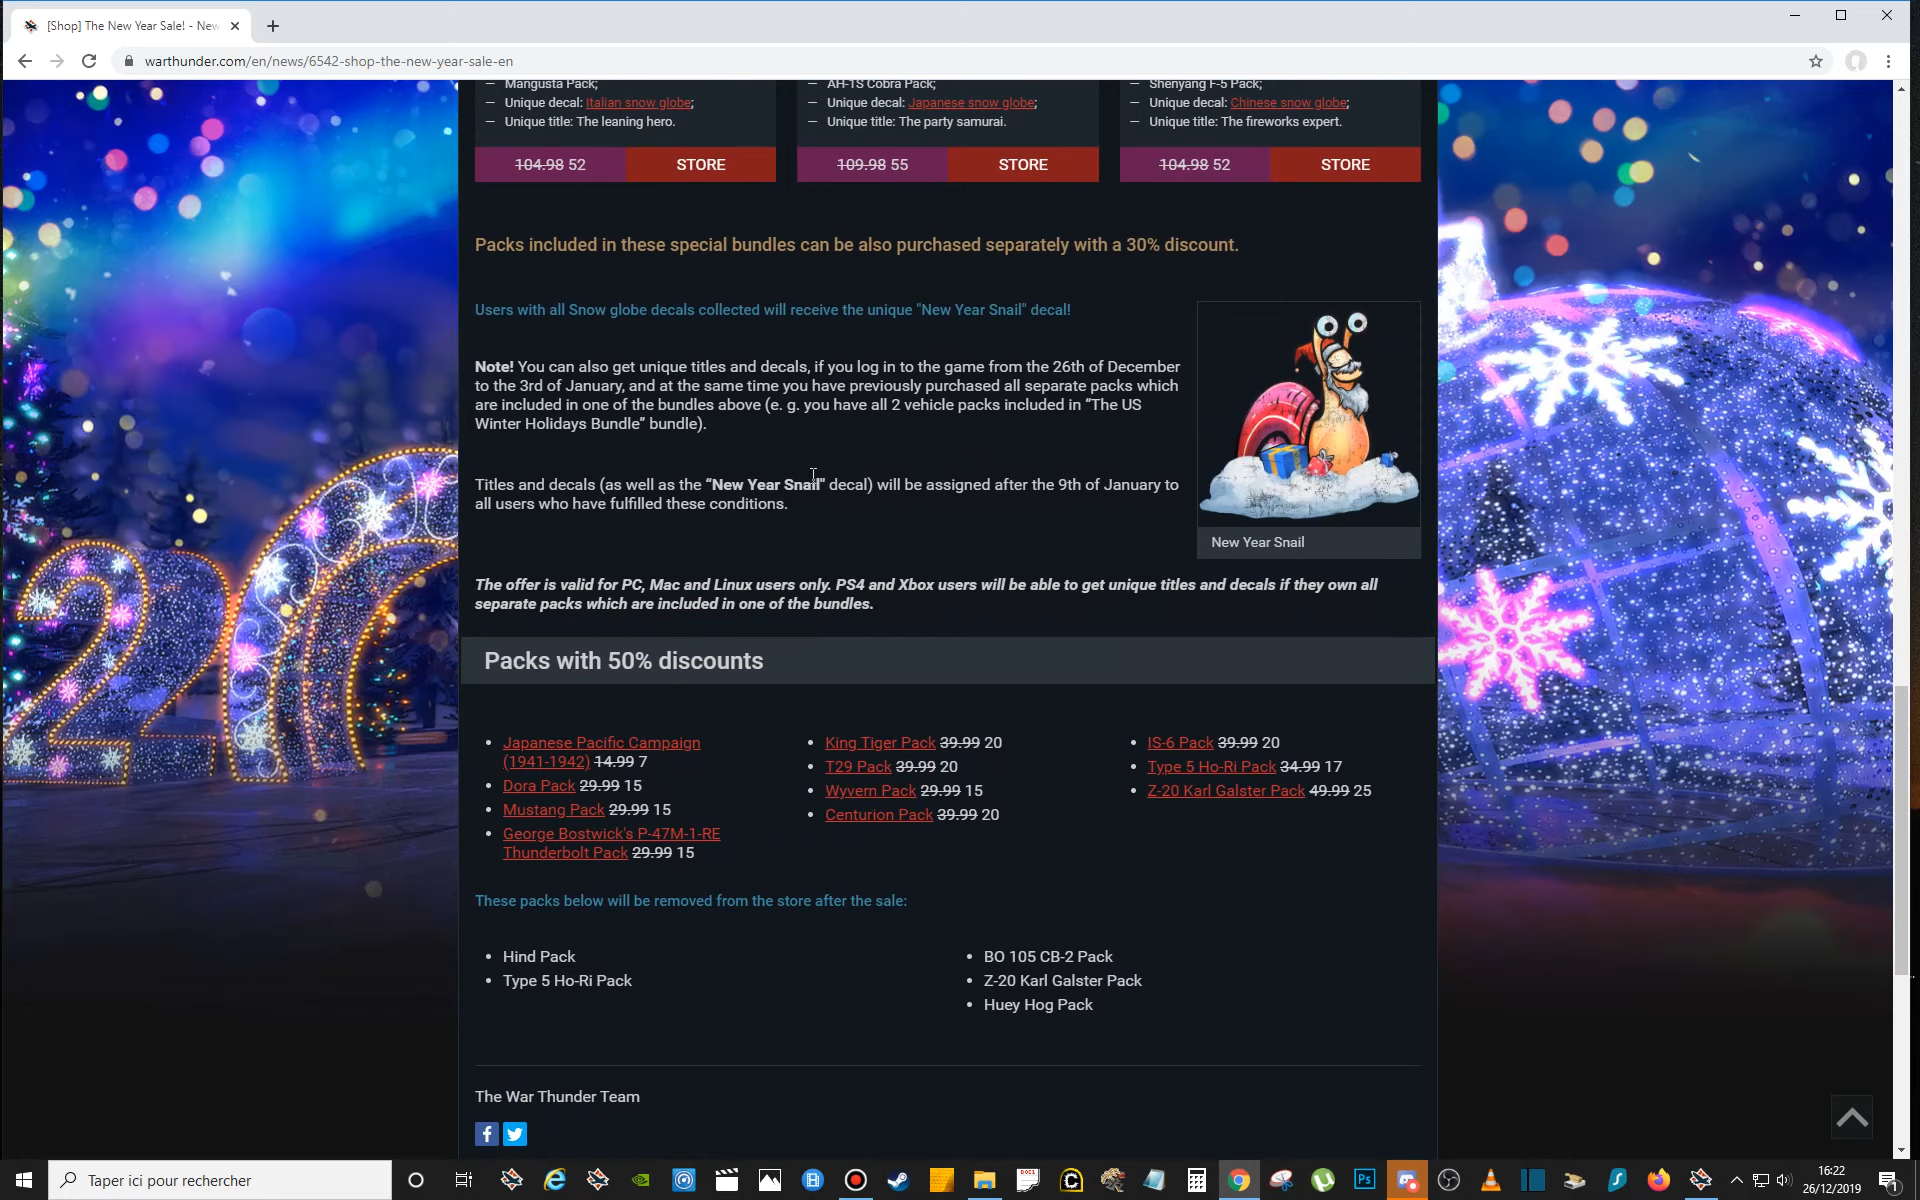 [Shop] The New Year Sale! - New
warthunder.com/en/news/6542-shop-the-new-year-sale-en
– Mangusta Pack;
– Unique decal: Italian snow globe;
– Unique title: The leaning hero.
104.98 52 STORE
– AH-1S Cobra Pack;
– Unique decal: Japanese snow globe;
– Unique title: The party samurai.
109.98 55 STORE
– Shenyang F-5 Pack;
– Unique decal: Chinese snow globe;
– Unique title: The fireworks expert.
104.98 52 STORE
Packs included in these special bundles can be also purchased separately with a 30% discount.
Users with all Snow globe decals collected will receive the unique "New Year Snail" decal!
Note! You can also get unique titles and decals, if you log in to the game from the 26th of December
to the 3rd of January, and at the same time you have previously purchased all separate packs which
are included in one of the bundles above (e. g. you have all 2 vehicle packs included in “The US
Winter Holidays Bundle” bundle).
Titles and decals (as well as the “New Year Snail" decal) will be assigned after the 9th of January to
all users who have fulfilled these conditions.
New Year Snail
The offer is valid for PC, Mac and Linux users only. PS4 and Xbox users will be able to get unique titles and decals if they own all
separate packs which are included in one of the bundles.
Packs with 50% discounts
• Japanese Pacific Campaign
(1941-1942) 14.99 7
• Dora Pack 29.99 15
• Mustang Pack 29.99 15
• George Bostwick's P-47M-1-RE
Thunderbolt Pack 29.99 15
• King Tiger Pack 39.99 20
• T29 Pack 39.99 20
• Wyvern Pack 29.99 15
• Centurion Pack 39.99 20
• IS-6 Pack 39.99 20
• Type 5 Ho-Ri Pack 34.99 17
• Z-20 Karl Galster Pack 49.99 25
These packs below will be removed from the store after the sale:
• Hind Pack
• Type 5 Ho-Ri Pack
• BO 105 CB-2 Pack
• Z-20 Karl Galster Pack
• Huey Hog Pack
The War Thunder Team
Taper ici pour rechercher
Ps
16:22
26/12/2019
1